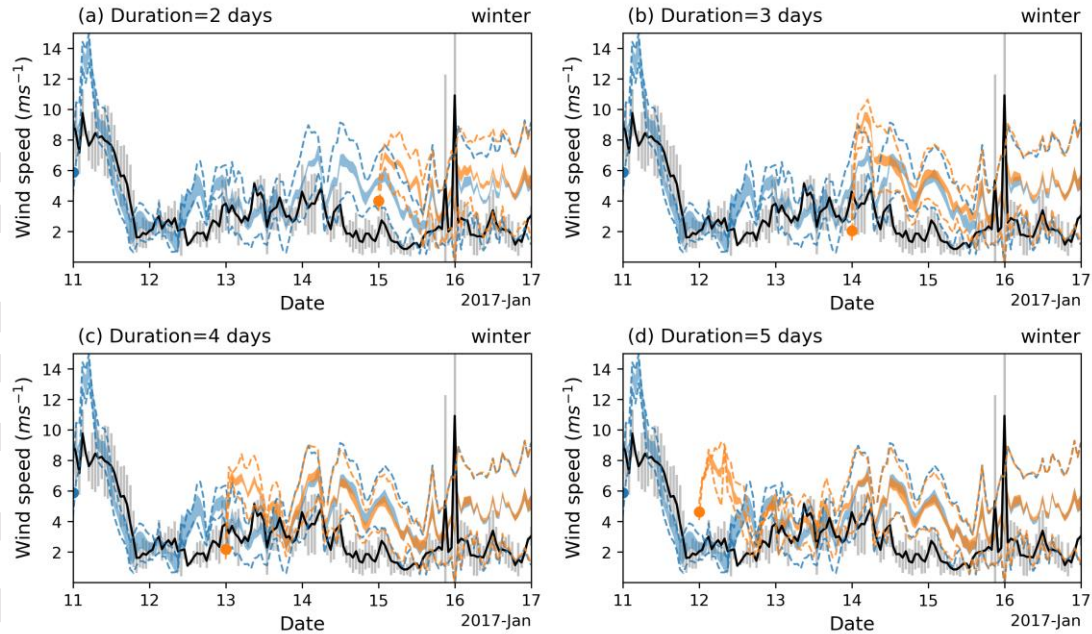 (a) Duration=2 days winter
14
12
10
8
6
4
2
Wind speed (ms⁻¹)
11 12 13 14 15 16 17
Date
2017-Jan
(b) Duration=3 days winter
14
12
10
8
6
4
2
Wind speed (ms⁻¹)
11 12 13 14 15 16 17
Date
2017-Jan
(c) Duration=4 days winter
14
12
10
8
6
4
2
Wind speed (ms⁻¹)
11 12 13 14 15 16 17
Date
2017-Jan
(d) Duration=5 days winter
14
12
10
8
6
4
2
Wind speed (ms⁻¹)
11 12 13 14 15 16 17
Date
2017-Jan